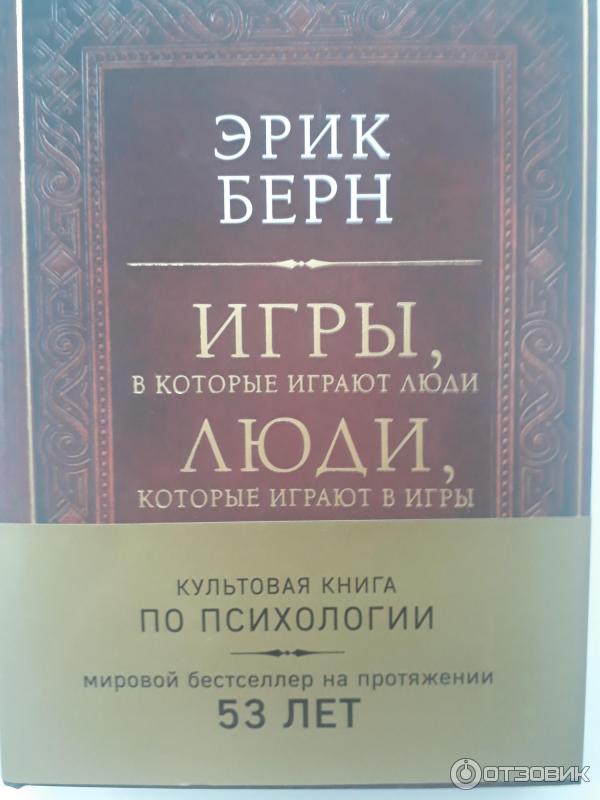 ЭРИК
БЕРН
ИГРЫ,
В КОТОРЫЕ ИГРАЮТ ЛЮДИ
ЛЮДИ,
КОТОРЫЕ ИГРАЮТ В ИГРЫ
КУЛЬТОВАЯ КНИГА
ПО ПСИХОЛОГИИ
мировой бестселлер на протяжении
53 ЛЕТ
ОТЗОВИК